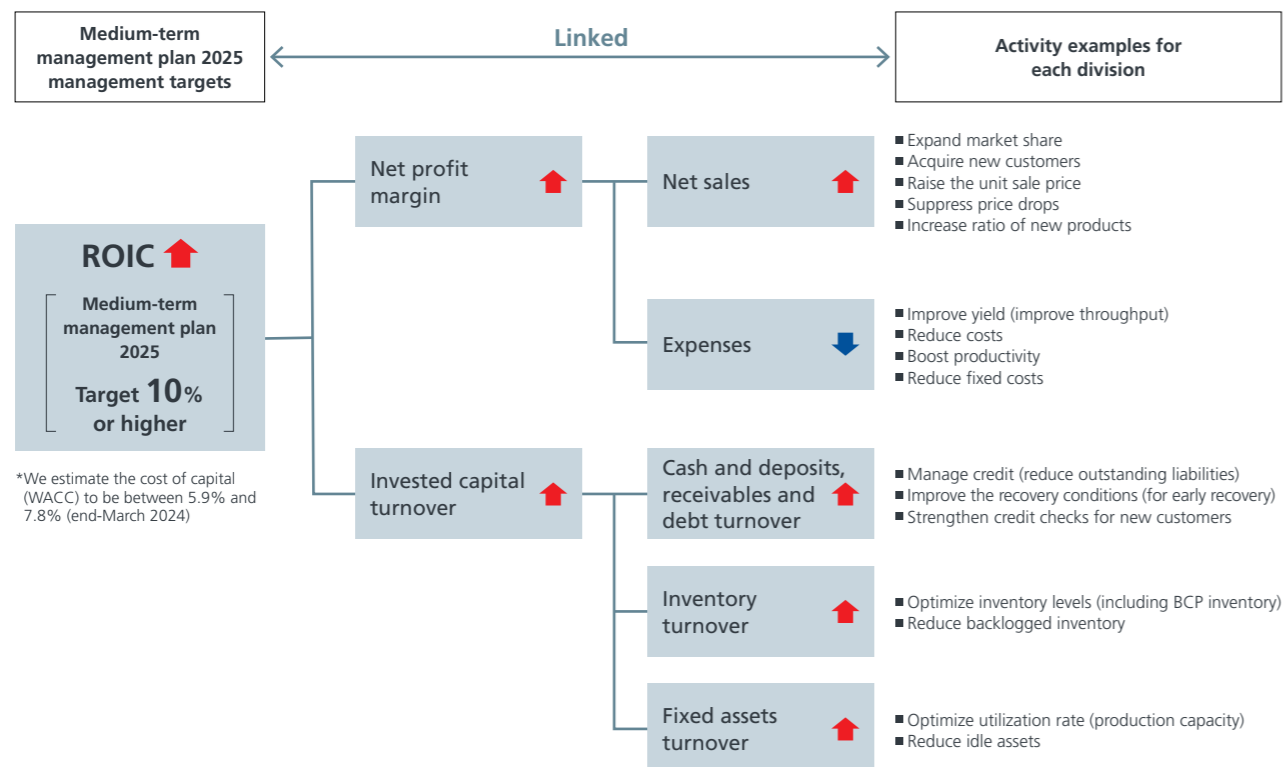 Medium-term
management plan 2025
management targets
Linked
Activity examples for
each division
ROIC
Medium-term
management plan
2025
Target 10%
or higher
*We estimate the cost of capital
(WACC) to be between 5.9% and
7.8% (end-March 2024)
Net profit
margin
Net sales
■ Expand market share
■ Acquire new customers
■ Raise the unit sale price
■ Suppress price drops
■ Increase ratio of new products
Expenses
■ Improve yield (improve throughput)
■ Reduce costs
■ Boost productivity
■ Reduce fixed costs
Invested capital
turnover
Cash and deposits,
receivables and
debt turnover
■ Manage credit (reduce outstanding liabilities)
■ Improve the recovery conditions (for early recovery)
■ Strengthen credit checks for new customers
Inventory
turnover
■ Optimize inventory levels (including BCP inventory)
■ Reduce backlogged inventory
Fixed assets
turnover
■ Optimize utilization rate (production capacity)
■ Reduce idle assets